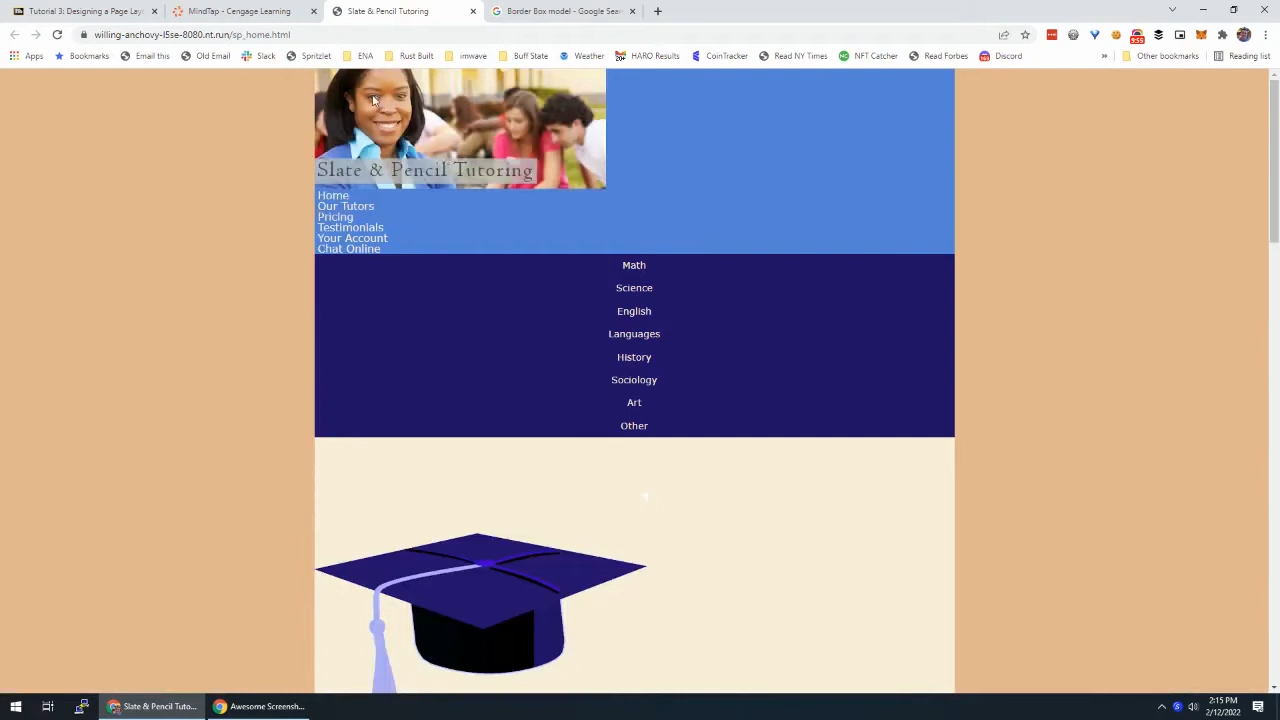 Tutorial 3: Designing a Page Lay
MindTap - Cengage Learning
Slate & Pencil Tutoring
Border Box model - Google Sear
willing-anchovy-l5se-8080.nt.run/sp_home.html
9:55
Apps
Bookmarks
Email this
Old Email
Slack
Spritzlet
ENA
Rust Built
imwave
Buff State
Weather
20+
HARO Results
CoinTracker
Read NY Times
NC
NFT Catcher
Read Forbes
Discord
»
Other bookmarks
Reading list
Slate & Pencil Tutoring
Home
Our Tutors
Pricing
Testimonials
Your Account
Chat Online
Math
Science
English
Languages
History
Sociology
Art
Other
Slate & Pencil Tuto...
Awesome Screensh...
2:15 PM
2/12/2022